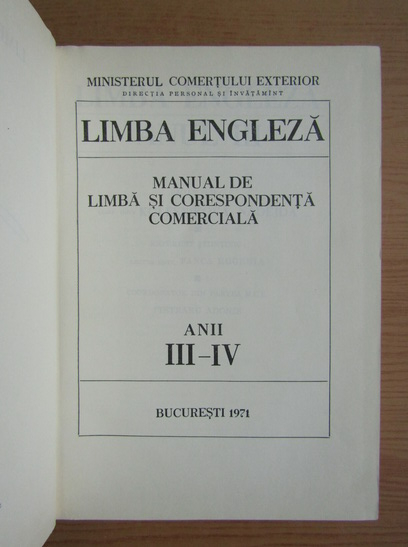 MINISTERUL COMERȚULUI EXTERIOR
DIRECȚIA PERSONAL ȘI ÎNVĂȚĂMÎNT
LIMBA ENGLEZĂ
MANUAL DE
LIMBĂ ȘI CORESPONDENȚĂ
COMERCIALĂ
ANII
III-IV
BUCUREȘTI 1971